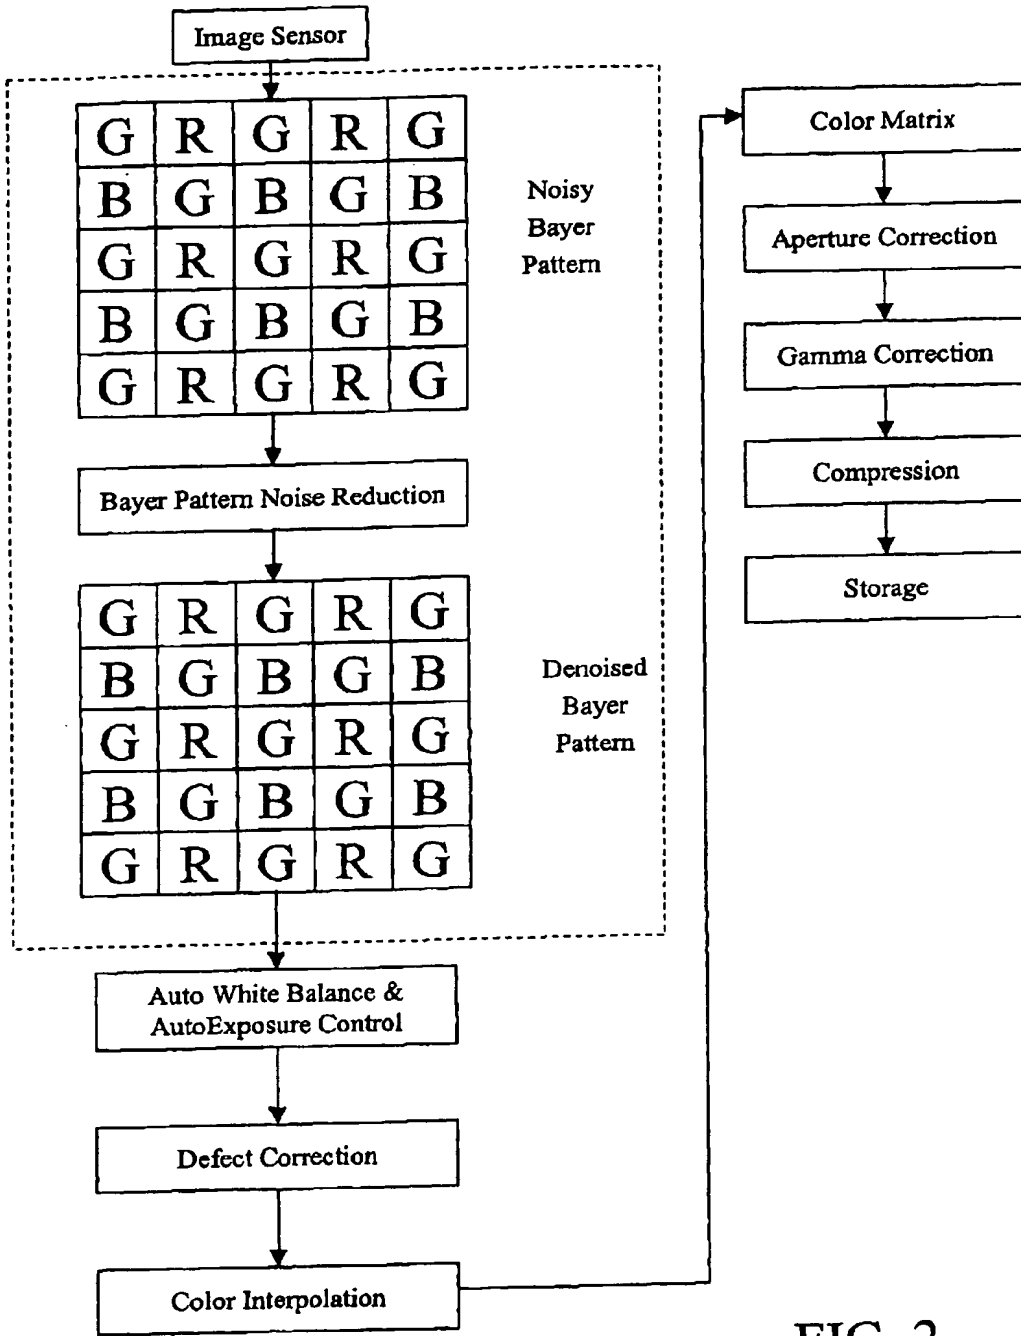 Image Sensor
G R G R G
B G B G B
G R G R G
B G B G B
G R G R G
Noisy
Bayer
Pattern
Bayer Pattern Noise Reduction
G R G R G
B G B G B
G R G R G
B G B G B
G R G R G
Denoised
Bayer
Pattern
Auto White Balance &
AutoExposure Control
Defect Correction
Color Interpolation
Color Matrix
Aperture Correction
Gamma Correction
Compression
Storage